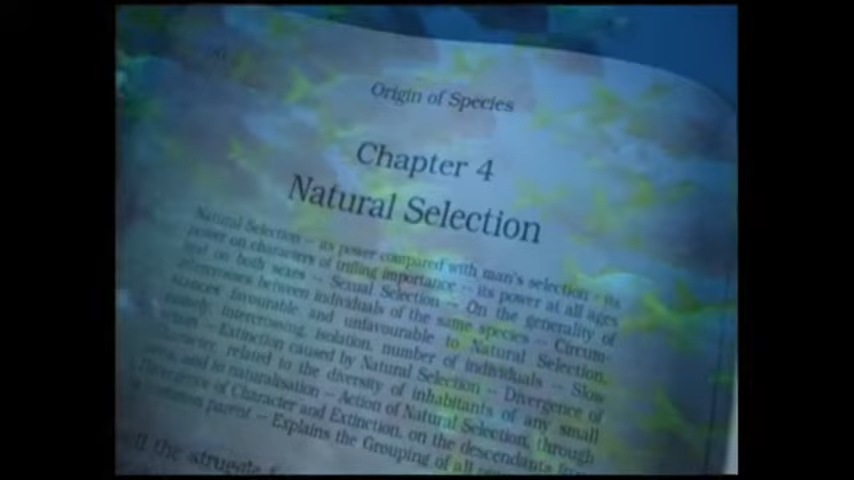 Origin of Species
Chapter 4
Natural Selection
Natural Selection – its power compared with man's selection – its
power on characters of trifling importance – its power at all ages
and on both sexes – Sexual Selection – On the generality of
intercrosses between individuals of the same species – Circum-
stances favourable and unfavourable to Natural Selection,
namely, intercrossing, isolation, number of individuals – Slow
action – Extinction caused by Natural Selection – Divergence of
Character, related to the diversity of inhabitants of any small
area, and to naturalisation – Action of Natural Selection, through
Divergence of Character and Extinction, on the descendants from
a common parent – Explains the Grouping of all
the struggle